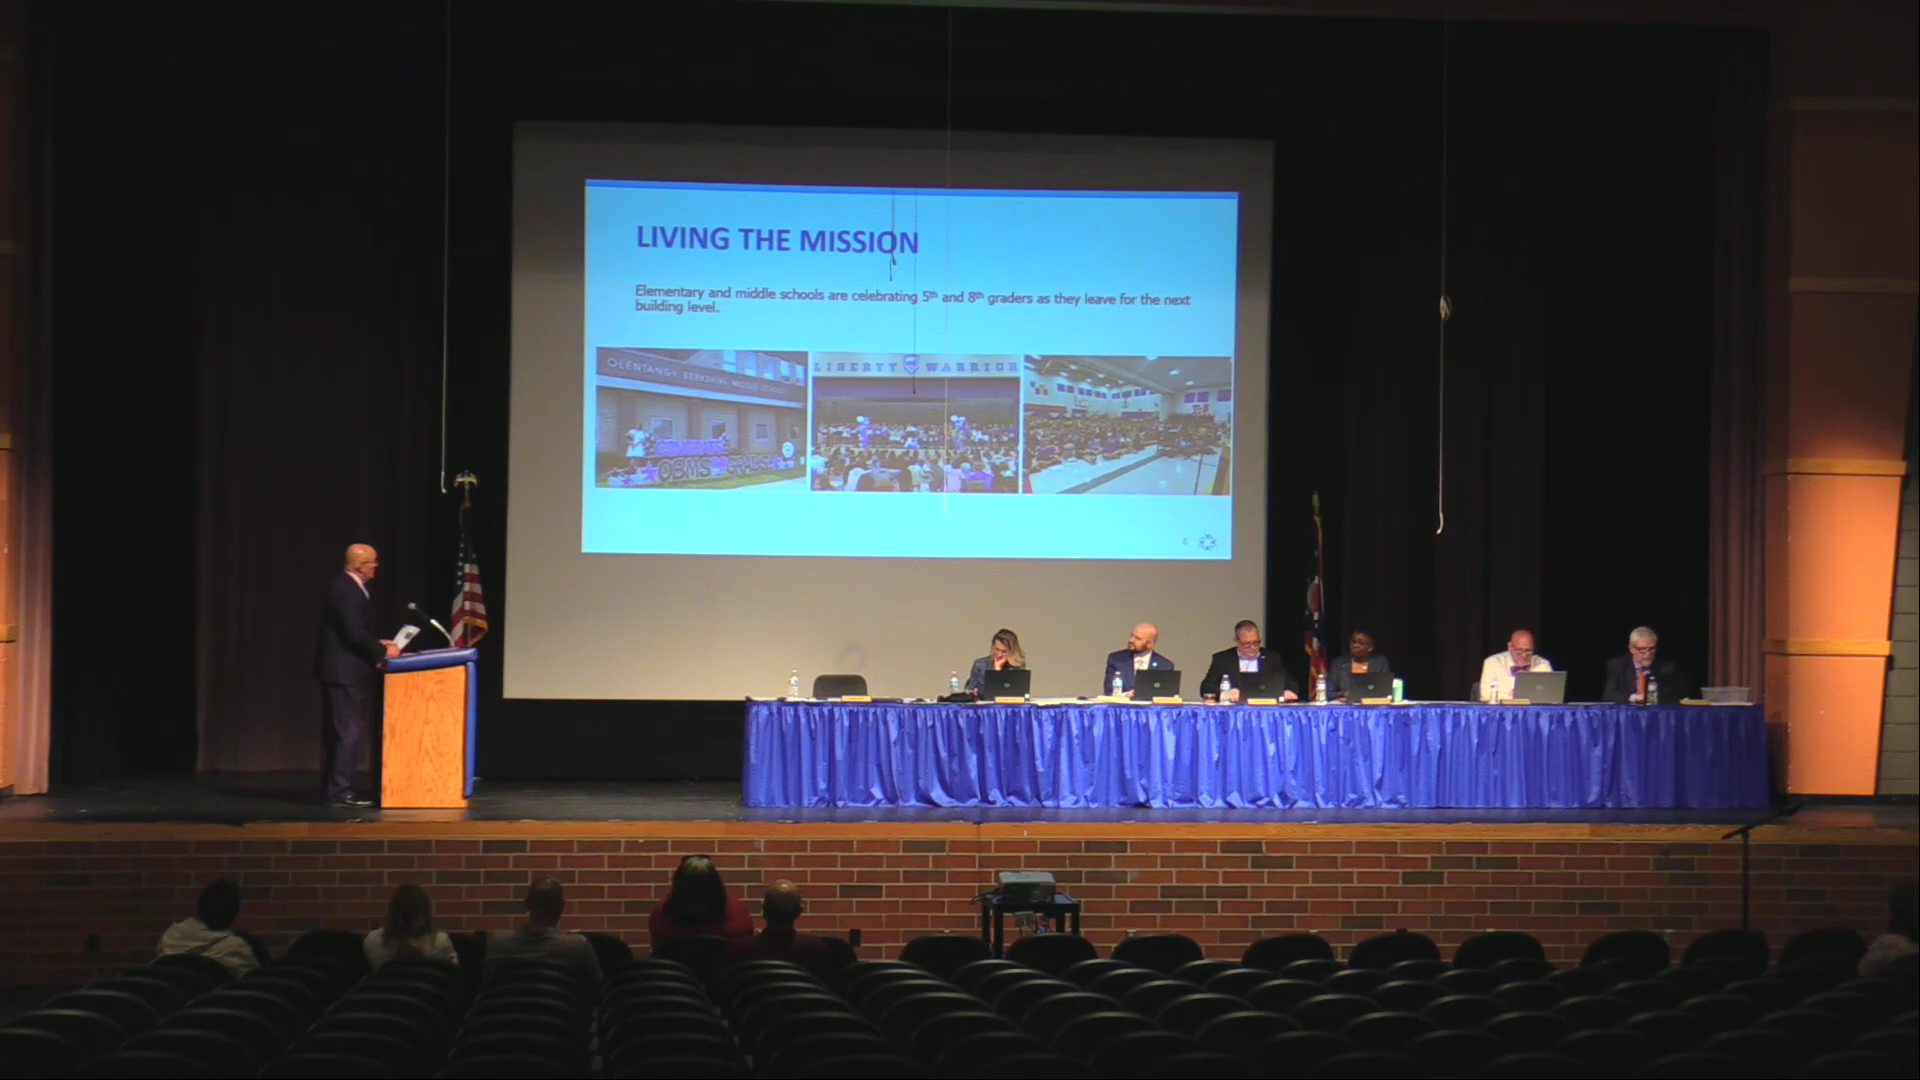 LIVING THE MISSION
Elementary and middle schools are celebrating 5th and 8th graders as they leave for the next
building level.
OLENTANGY BERKSHIRE MIDDLE SCHOOL
LIBERTY WARRIOR
OBMS GRADS!